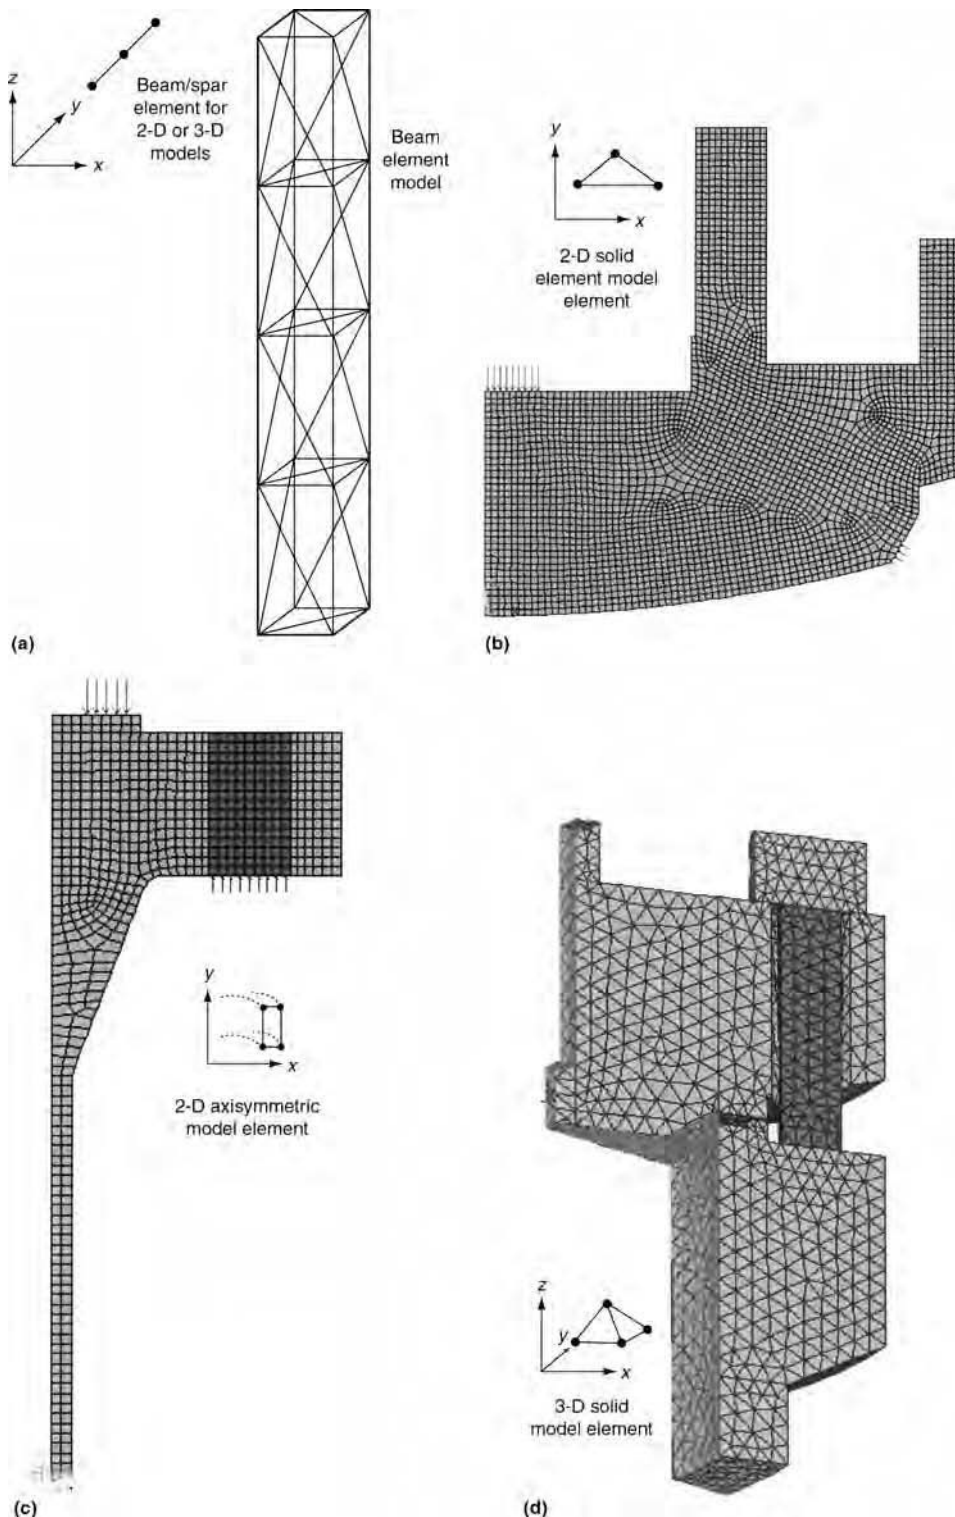 z
y
x
Beam/spar
element for
2-D or 3-D
models
Beam
element
model
(a)
y
x
2-D solid
element model
element
(b)
y
x
2-D axisymmetric
model element
(c)
z
y
x
3-D solid
model element
(d)